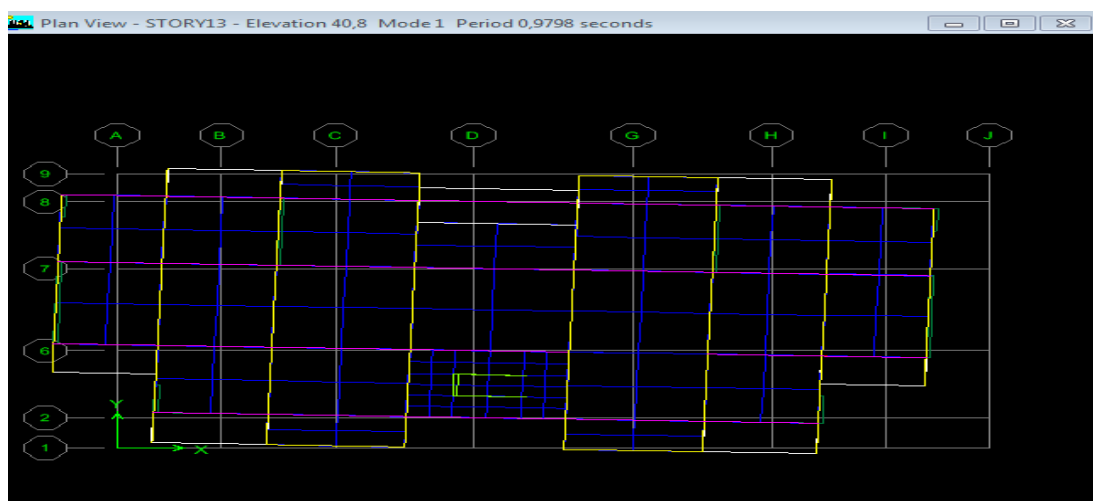 Plan View - STORY13 - Elevation 40,8 Mode 1 Period 0,9798 seconds
A B C D G H I J
9
8
7
6
Y
2
1 X